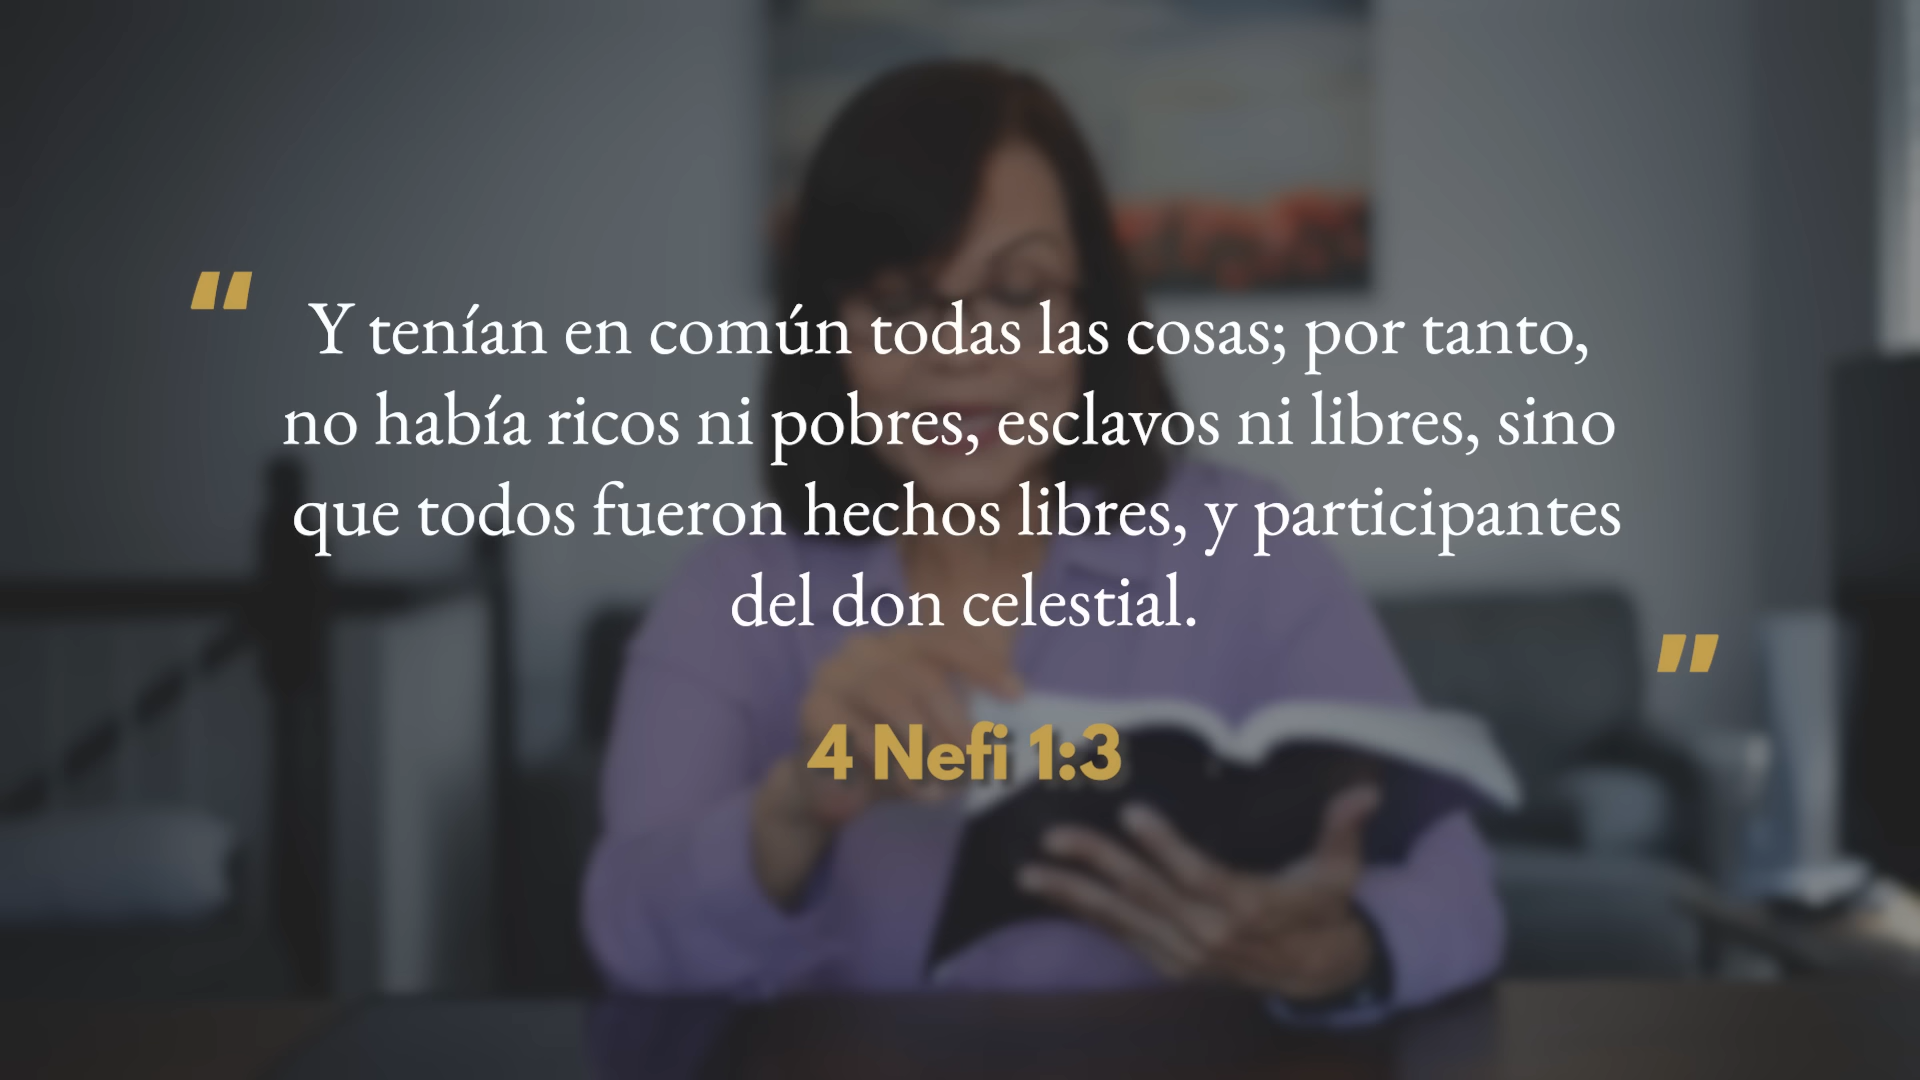 “
Y tenían en común todas las cosas; por tanto,
no había ricos ni pobres, esclavos ni libres, sino
que todos fueron hechos libres, y participantes
del don celestial.
”
4 Nefi 1:3